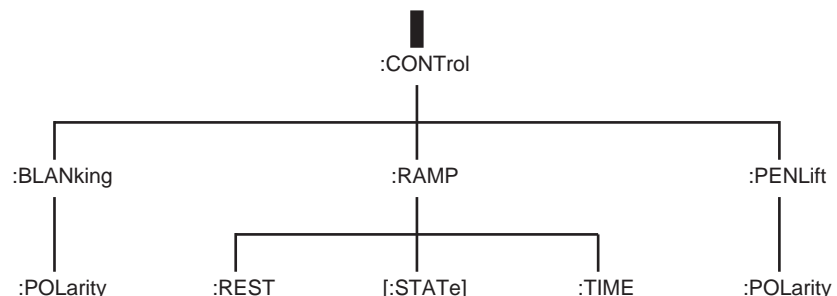 :CONTrol
:BLANking :RAMP :PENLift
:POLarity :REST [:STATe] :TIME :POLarity